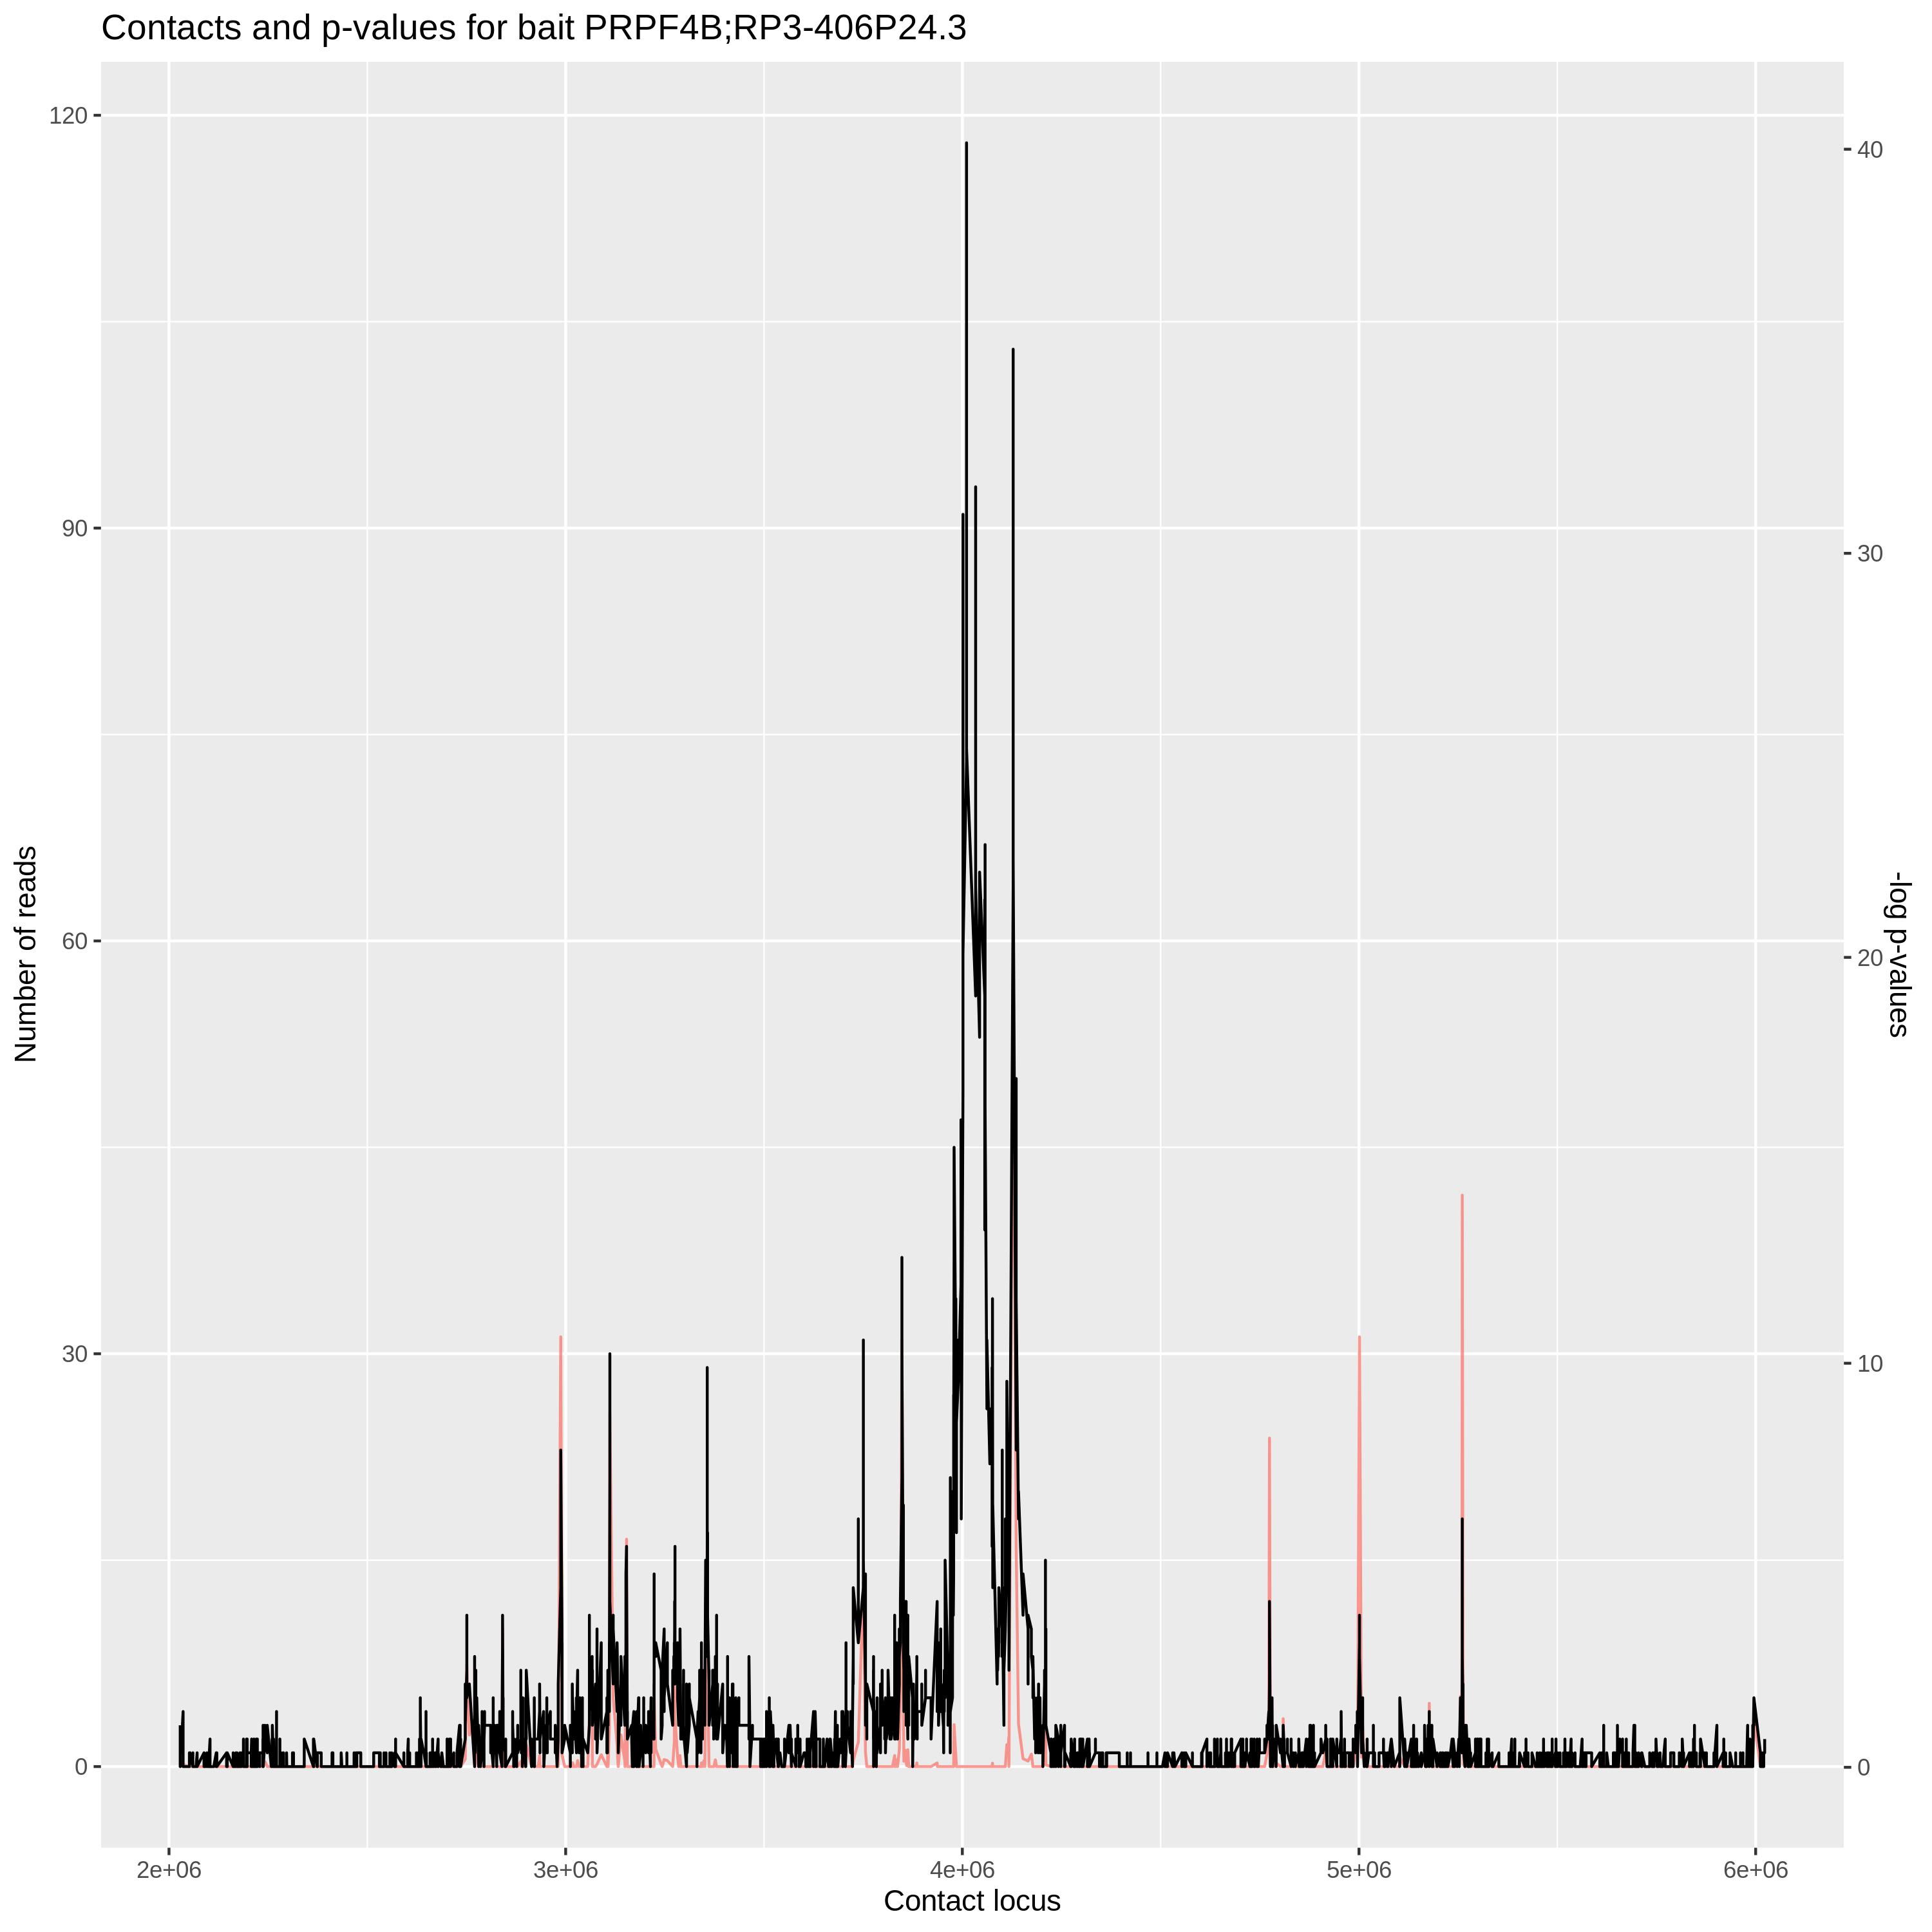 Contacts and p-values for bait PRPF4B;RP3-406P24.3
120
90
60
30
0
Number of reads
40
30
20
10
0
-log p-values
2e+06 3e+06 4e+06 5e+06 6e+06
Contact locus